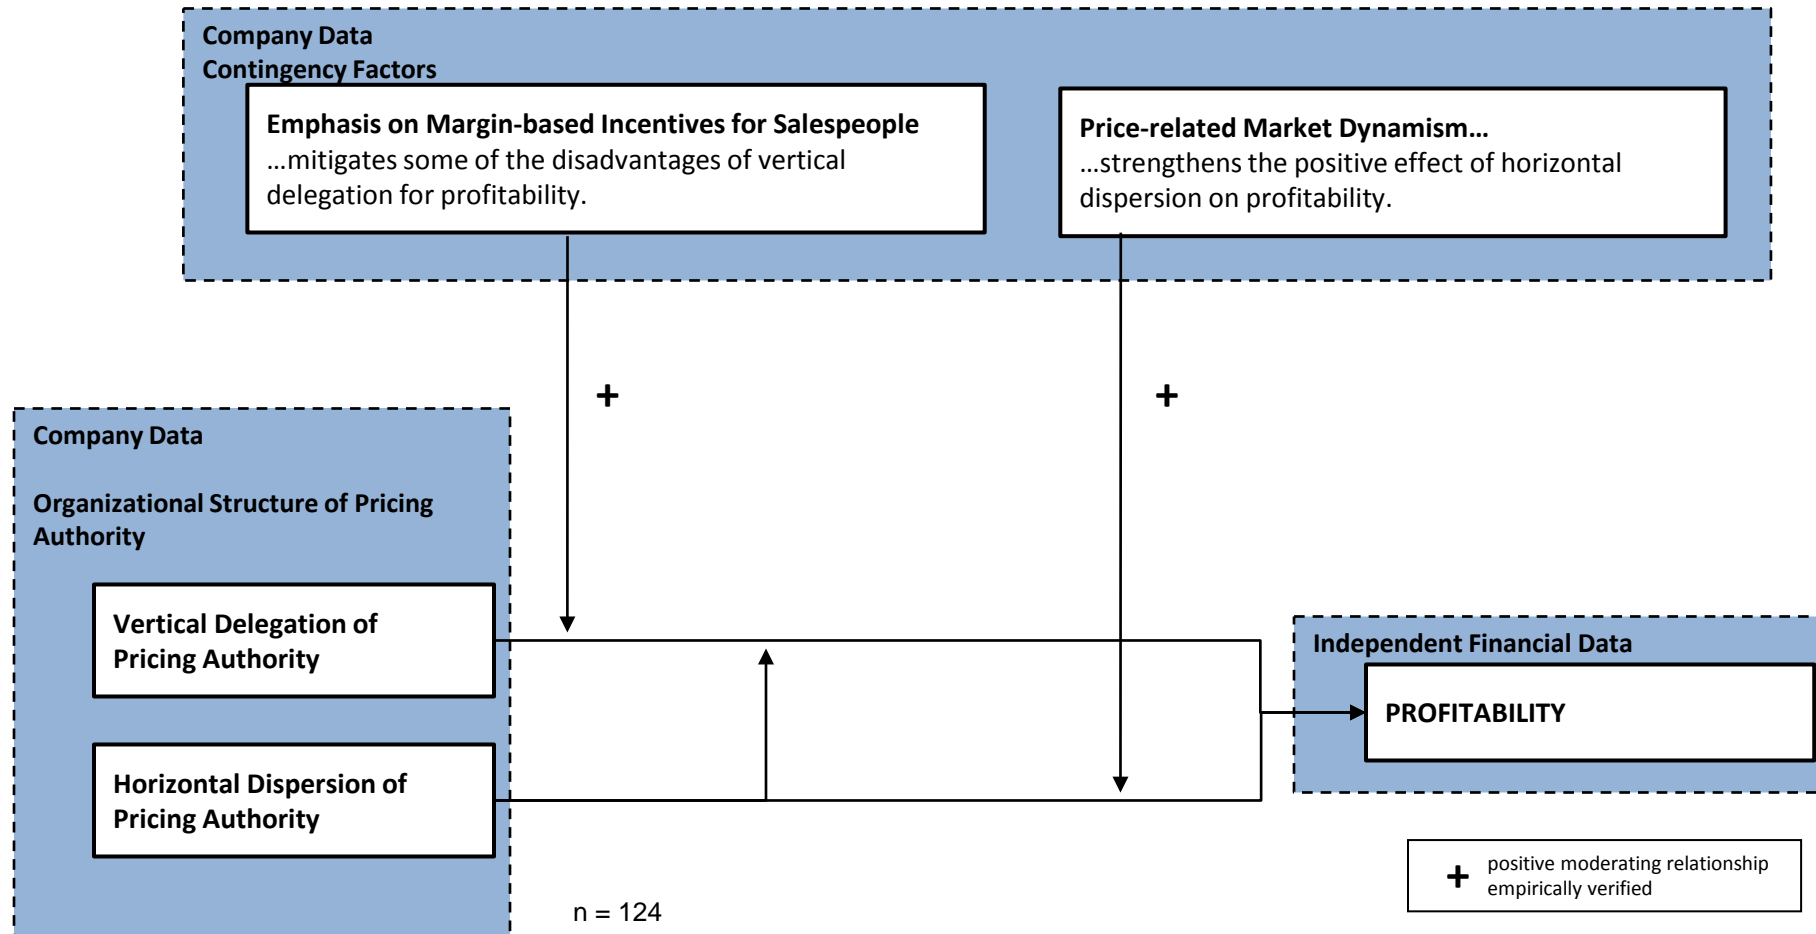 Company Data
Contingency Factors
Emphasis on Margin-based Incentives for Salespeople
…mitigates some of the disadvantages of vertical
delegation for profitability.
Price-related Market Dynamism…
…strengthens the positive effect of horizontal
dispersion on profitability.
+
+
Company Data
Organizational Structure of Pricing
Authority
Vertical Delegation of
Pricing Authority
Horizontal Dispersion of
Pricing Authority
Independent Financial Data
PROFITABILITY
+ positive moderating relationship
empirically verified
n = 124